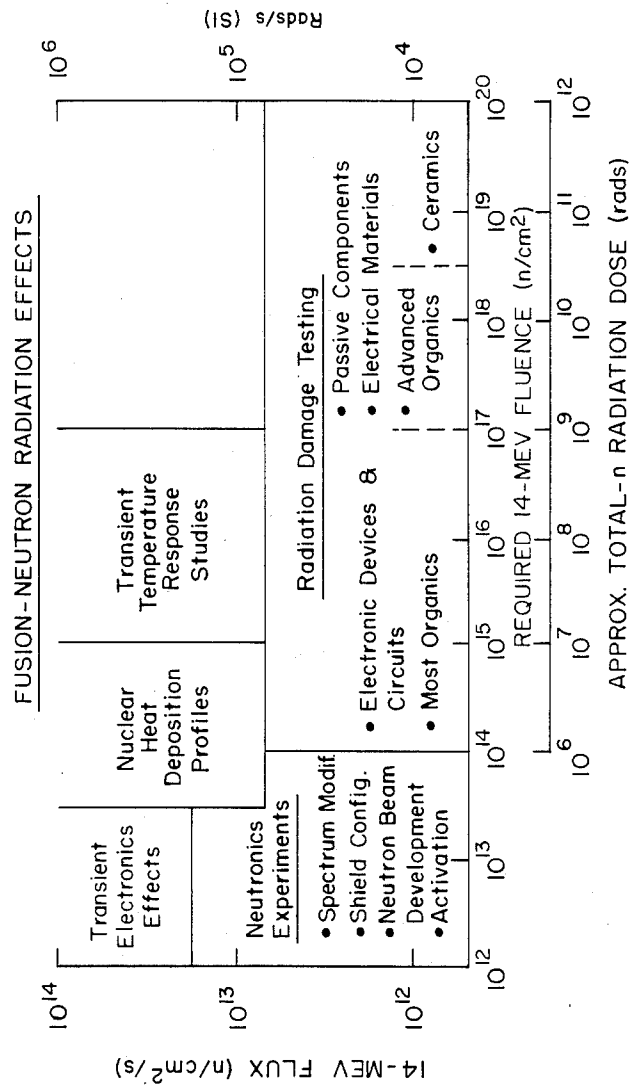 FUSION-NEUTRON RADIATION EFFECTS
14-MEV FLUX (n/cm²/s)
10¹⁴
10¹³
10¹²
Transient
Electronics
Effects
Nuclear
Heat
Deposition
Profiles
Transient
Temperature
Response
Studies
Neutronics
Experiments
• Spectrum Modif.
• Shield Config.
• Neutron Beam
Development
• Activation
Radiation Damage Testing
• Electronic Devices &
Circuits
• Most Organics
• Passive Components
• Electrical Materials
• Advanced
Organics
• Ceramics
10⁶
10⁵
10⁴
Rads/s (Si)
10¹² 10¹³ 10¹⁴ 10¹⁵ 10¹⁶ 10¹⁷ 10¹⁸ 10¹⁹ 10²⁰
REQUIRED 14-MEV FLUENCE (n/cm²)
10⁶ 10⁷ 10⁸ 10⁹ 10¹⁰ 10¹¹ 10¹²
APPROX. TOTAL-n RADIATION DOSE (rads)